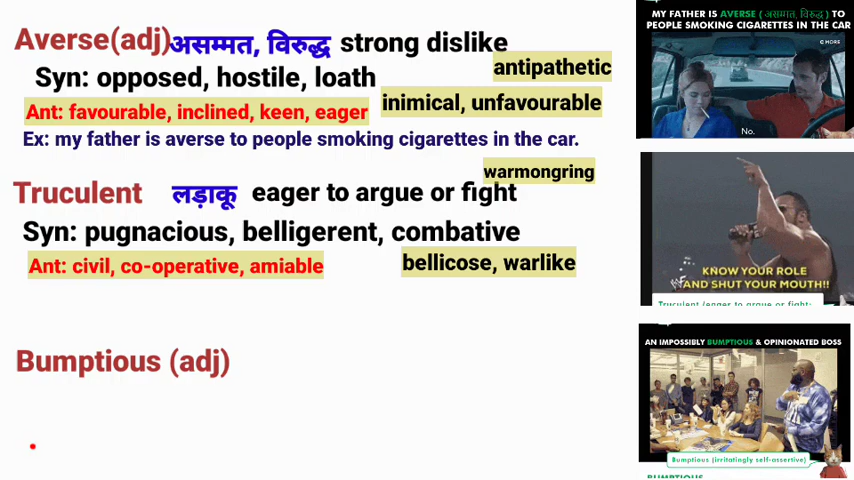 Averse(adj) असम्मत, विरुद्ध strong dislike
antipathetic
Syn: opposed, hostile, loath
inimical, unfavourable
Ant: favourable, inclined, keen, eager
Ex: my father is averse to people smoking cigarettes in the car.
warmongring
Truculent लड़ाकू eager to argue or fight
Syn: pugnacious, belligerent, combative
bellicose, warlike
Ant: civil, co-operative, amiable
Bumptious (adj)
MY FATHER IS AVERSE ( असम्मत, विरुद्ध ) TO
PEOPLE SMOKING CIGARETTES IN THE CAR
MORE
No.
KNOW YOUR ROLE
AND SHUT YOUR MOUTH!!
Truculent (eager to argue or fight;
AN IMPOSSIBLY BUMPTIOUS & OPINIONATED BOSS
Bumptious (irritatingly self-assertive)
BUMPTIOUS